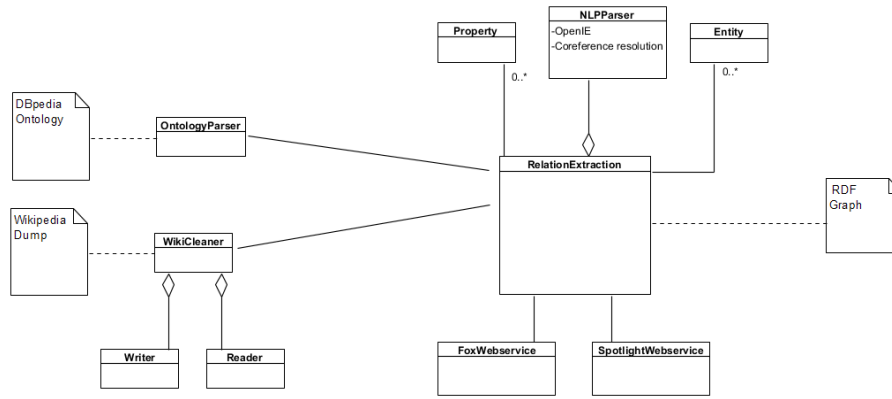 NLPParser
-OpenIE
-Coreference resolution
Property
0..*
Entity
0..*
DBpedia
Ontology
OntologyParser
RelationExtraction
RDF
Graph
Wikipedia
Dump
WikiCleaner
Writer
Reader
FoxWebservice
SpotlightWebservice